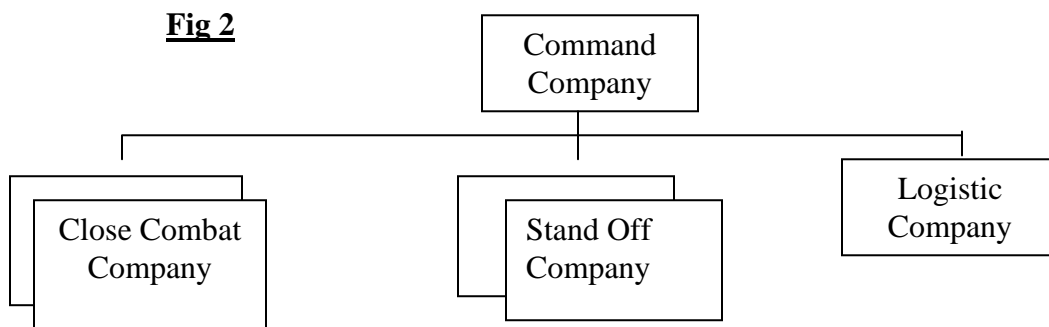 Fig 2
Command
Company
Close Combat
Company
Stand Off
Company
Logistic
Company